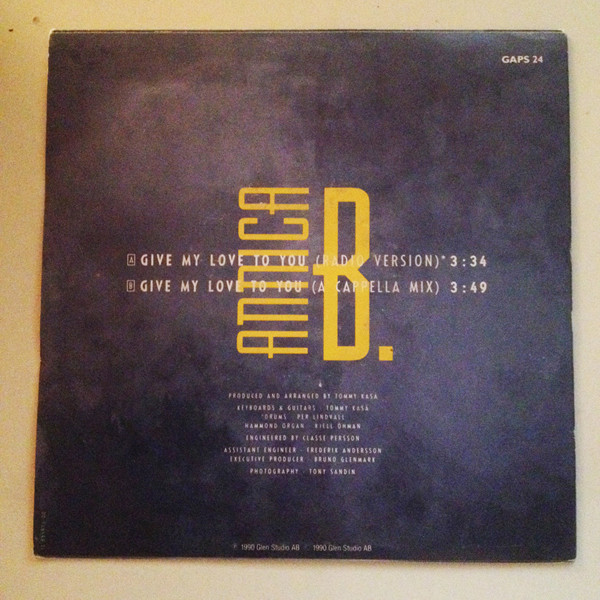 GAPS 24
ANNICA B.
A GIVE MY LOVE TO YOU (RADIO VERSION)* 3:34
B GIVE MY LOVE TO YOU (A CAPPELLA MIX) 3:49
PRODUCED AND ARRANGED BY TOMMY KASA
KEYBOARDS & GUITARS · TOMMY KASA
*DRUMS · PER LINDVALL
HAMMOND ORGAN · KJELL ÖHMAN
ENGINEERED BY CLASSE PERSSON
ASSISTANT ENGINEER · FREDERIK ANDERSSON
EXECUTIVE PRODUCER · BRUNO GLENMARK
PHOTOGRAPHY · TONY SANDIN
℗ 1990 Glen Studio AB © 1990 Glen Studio AB